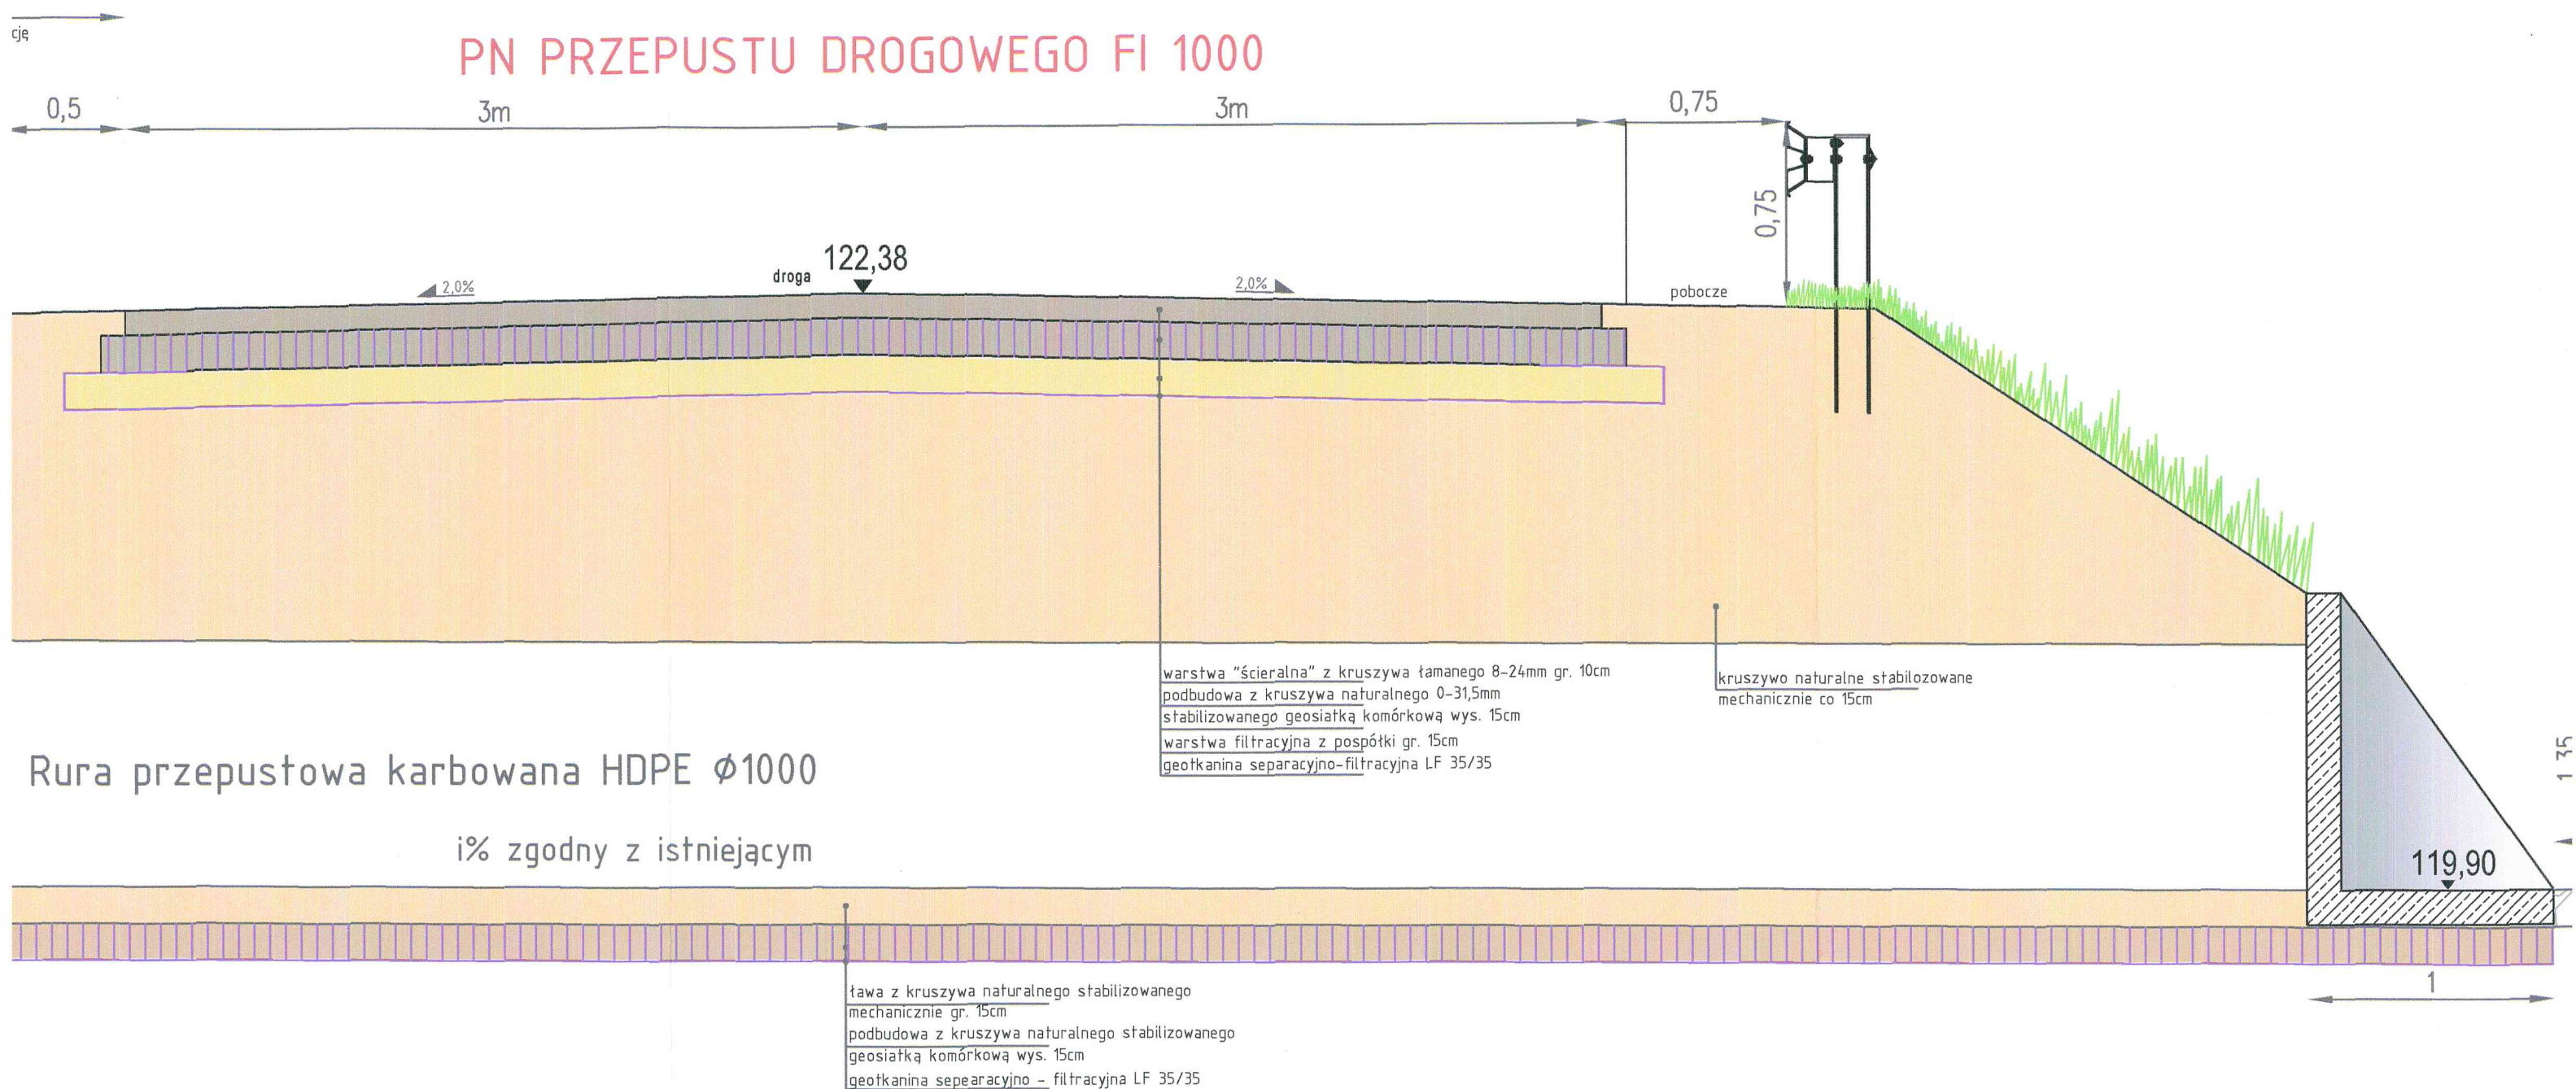 cję
PN PRZEPUSTU DROGOWEGO FI 1000
0,5
3m
3m
0,75
0,75
122,38
droga
2,0%
2,0%
pobocze
warstwa "ścieralna" z kruszywa łamanego 8-24mm gr. 10cm
podbudowa z kruszywa naturalnego 0-31,5mm
stabilizowanego geosiatką komórkową wys. 15cm
warstwa filtracyjna z pospółki gr. 15cm
geotkanina separacyjno-filtracyjna LF 35/35
kruszywo naturalne stabilozowane
mechanicznie co 15cm
Rura przepustowa karbowana HDPE Ø1000
i% zgodny z istniejącym
1 35
119,90
1
ława z kruszywa naturalnego stabilizowanego
mechanicznie gr. 15cm
podbudowa z kruszywa naturalnego stabilizowanego
geosiatką komórkową wys. 15cm
geotkanina sepearacyjno - filtracyjna LF 35/35